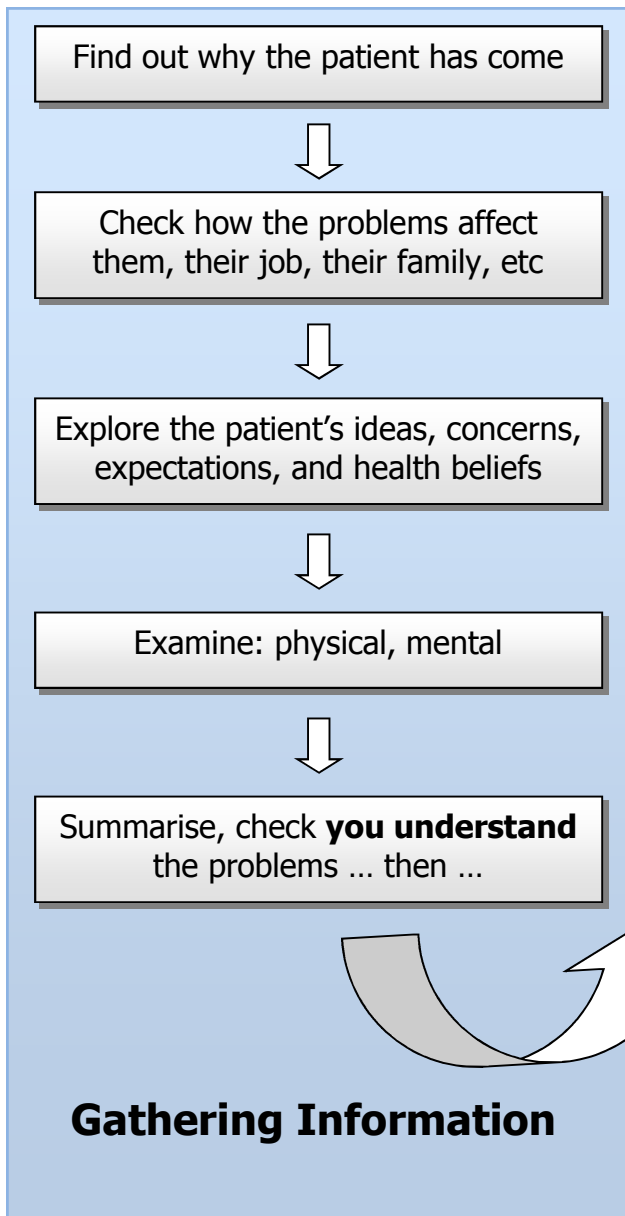 Find out why the patient has come
Check how the problems affect
them, their job, their family, etc
Explore the patient’s ideas, concerns,
expectations, and health beliefs
Examine: physical, mental
Summarise, check you understand
the problems … then …
Gathering Information